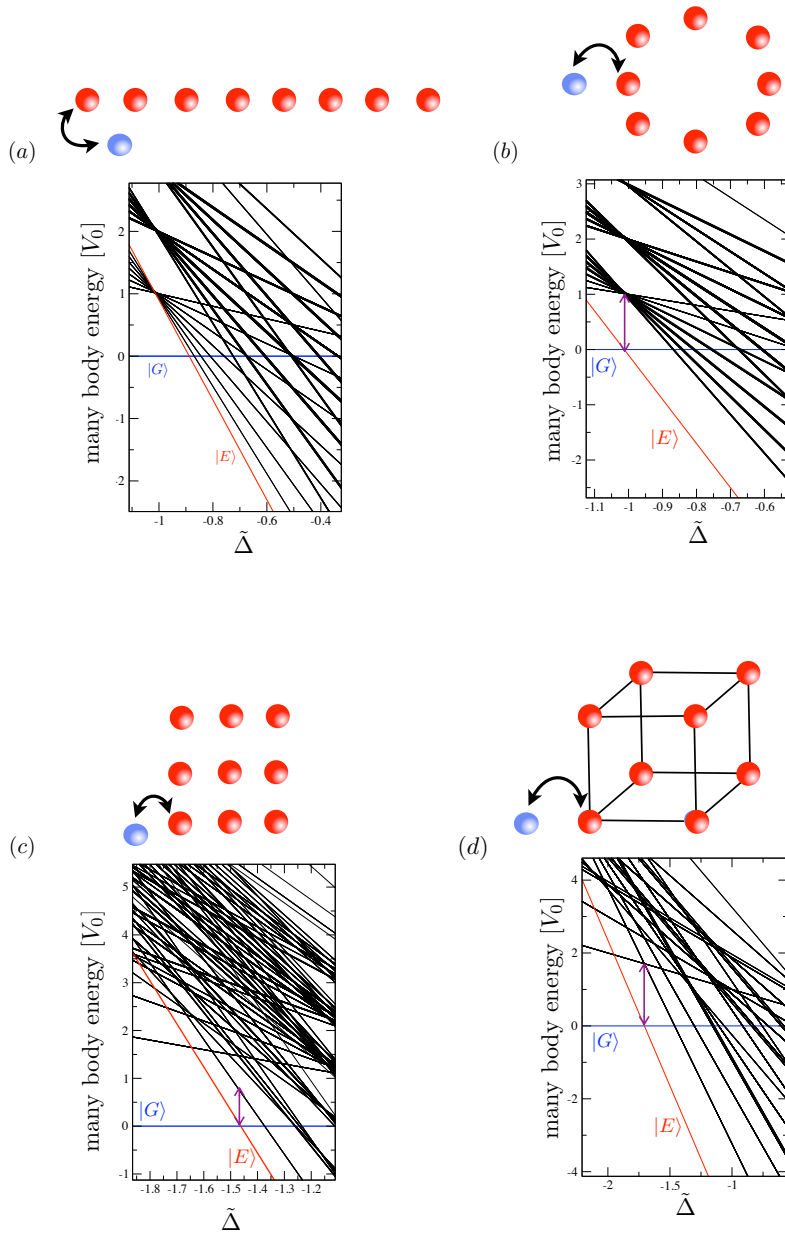 (a)
many body energy [V₀]
2
1
0
-1
-2
|G⟩
|E⟩
-1 -0.8 -0.6 -0.4
Δ̃
(b)
many body energy [V₀]
3
2
1
0
-1
-2
|G⟩
|E⟩
-1.1 -1 -0.9 -0.8 -0.7 -0.6
Δ̃
(c)
many body energy [V₀]
5
4
3
2
1
0
-1
|G⟩
|E⟩
-1.8 -1.7 -1.6 -1.5 -1.4 -1.3 -1.2
Δ̃
(d)
many body energy [V₀]
4
2
0
-2
-4
|G⟩
|E⟩
-2 -1.5 -1
Δ̃